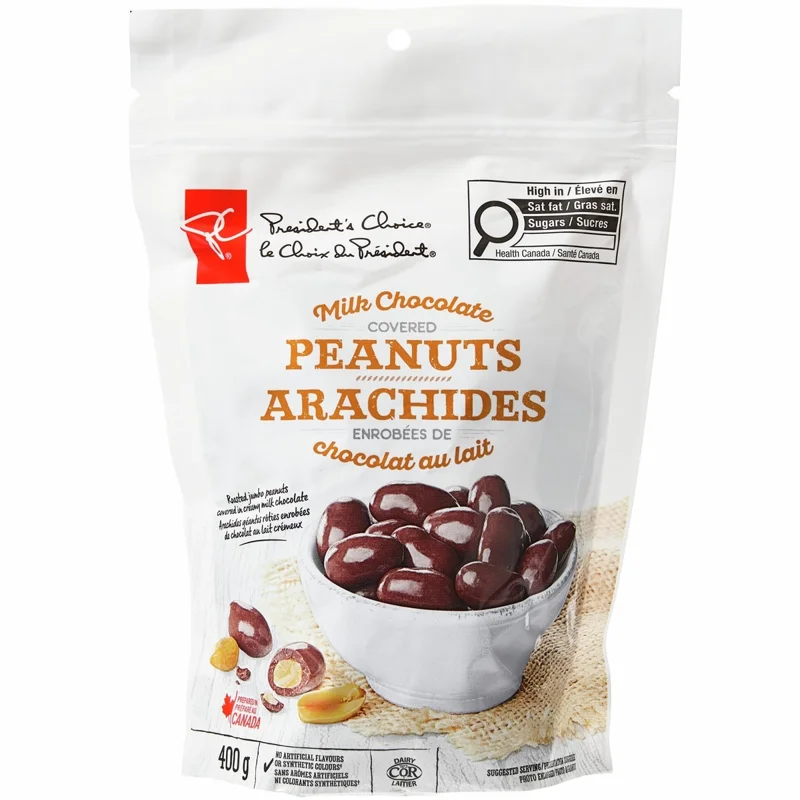 President's Choice®
le Choix du Président®
High in / Élevé en
Sat fat / Gras sat.
Sugars / Sucres
Health Canada / Santé Canada
Milk Chocolate
COVERED
PEANUTS
ARACHIDES
ENROBÉES DE
chocolat au lait
Roasted jumbo peanuts
covered in creamy milk chocolate
Arachides géantes rôties enrobées
de chocolat au lait crémeux
PREPARED IN
PRÉPARÉ AU
CANADA
400 g
NO ARTIFICIAL FLAVOURS
OR SYNTHETIC COLOURS†
SANS ARÔMES ARTIFICIELS
NI COLORANTS SYNTHÉTIQUES†
DAIRY
COR
LAITIER
SUGGESTED SERVING/
PHOTO